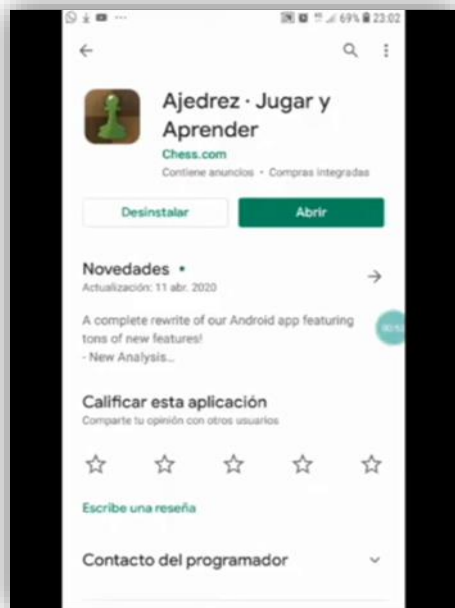 69% 23:02
Ajedrez · Jugar y
Aprender
Chess.com
Contiene anuncios • Compras integradas
Desinstalar
Abrir
Novedades •
Actualización: 11 abr. 2020
A complete rewrite of our Android app featuring
tons of new features!
- New Analysis...
Calificar esta aplicación
Comparte tu opinión con otros usuarios
Escribe una reseña
Contacto del programador